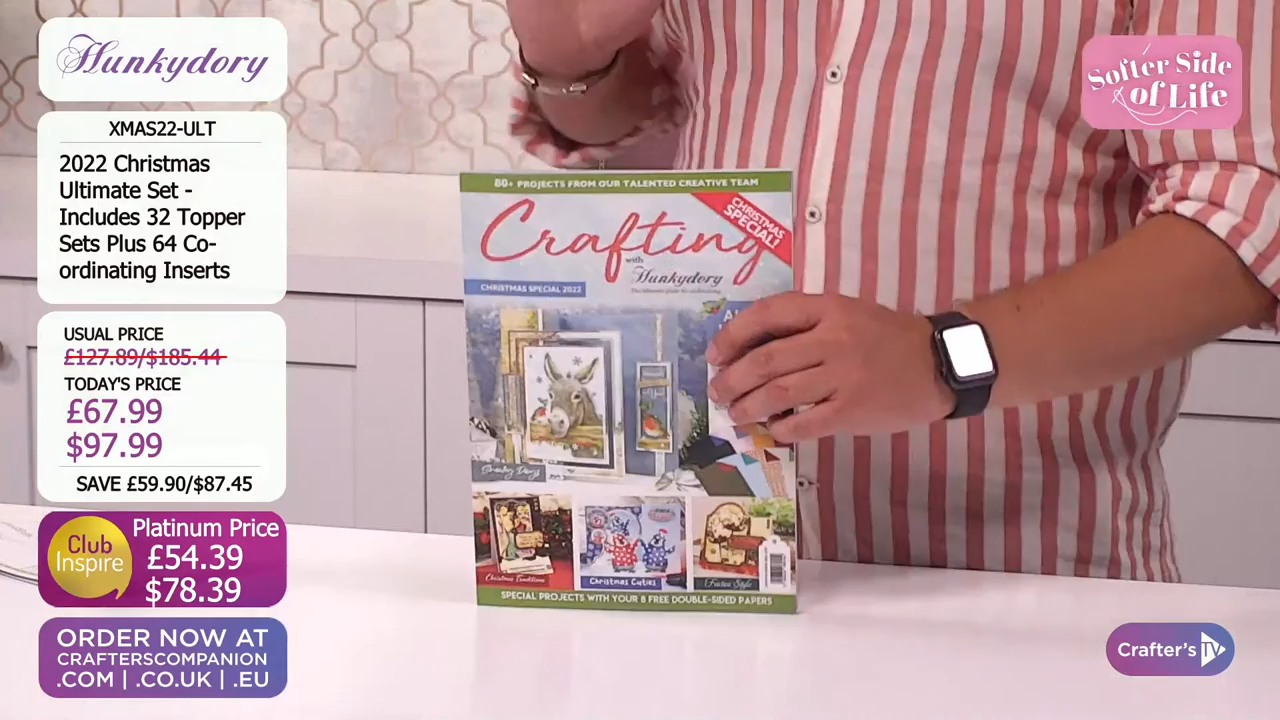 Hunkydory
XMAS22-ULT
2022 Christmas
Ultimate Set -
Includes 32 Topper
Sets Plus 64 Co-
ordinating Inserts
USUAL PRICE
£127.89/$185.44
TODAY'S PRICE
£67.99
$97.99
SAVE £59.90/$87.45
Club
Inspire
Platinum Price
£54.39
$78.39
ORDER NOW AT
CRAFTERSCOMPANION
.COM | .CO.UK | .EU
80+ PROJECTS FROM OUR TALENTED CREATIVE TEAM
CHRISTMAS
SPECIAL!
Crafting
with
Hunkydory
CHRISTMAS SPECIAL 2022
Christmas Traditions
Christmas Cuties
Festive Style
SPECIAL PROJECTS WITH YOUR 8 FREE DOUBLE-SIDED PAPERS
Softer Side
of Life
Crafter's TV